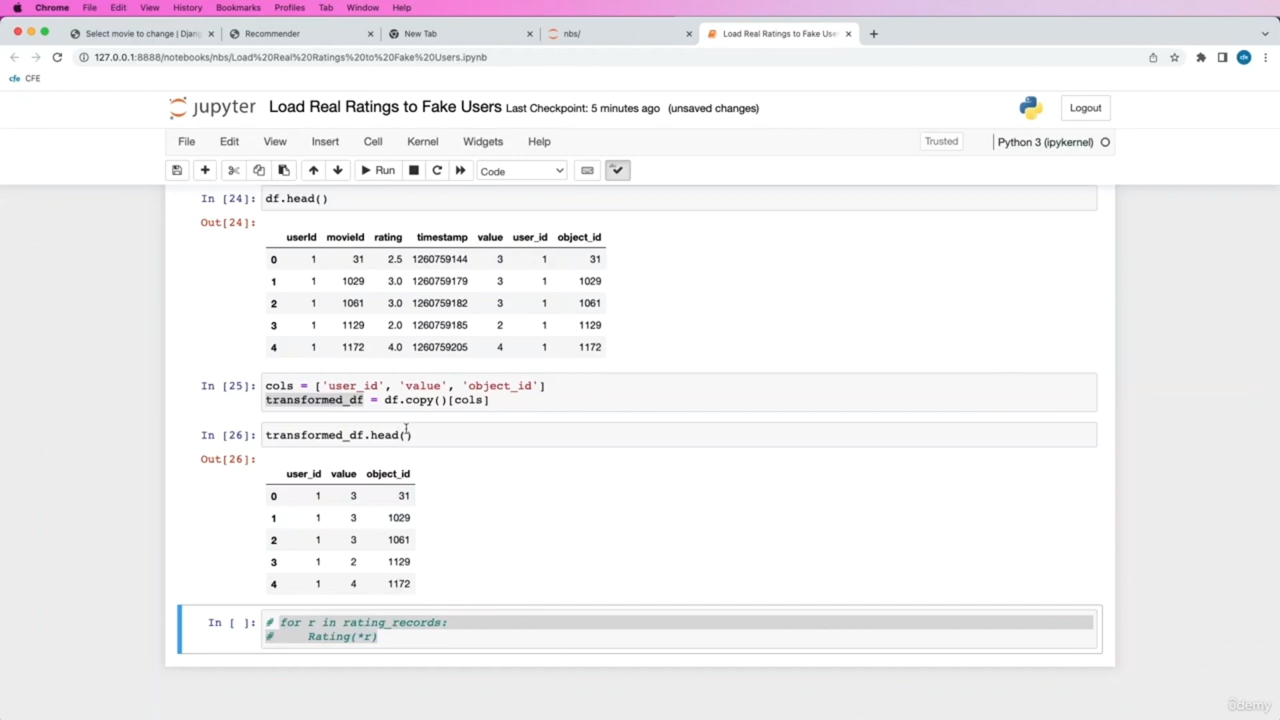 Chrome File Edit View History Bookmarks Profiles Tab Window Help
Select movie to change | Djan
Recommender
New Tab
nbs/
Load Real Ratings to Fake Use
127.0.0.1:8888/notebooks/nbs/Load%20Real%20Ratings%20to%20Fake%20Users.ipynb
cfe
cfe CFE
jupyter Load Real Ratings to Fake Users Last Checkpoint: 5 minutes ago (unsaved changes)
Logout
File Edit View Insert Cell Kernel Widgets Help
Trusted
Python 3 (ipykernel)
Run
Code
In [24]: df.head()
Out[24]:
userId movieId rating timestamp value user_id object_id
0 1 31 2.5 1260759144 3 1 31
1 1 1029 3.0 1260759179 3 1 1029
2 1 1061 3.0 1260759182 3 1 1061
3 1 1129 2.0 1260759185 2 1 1129
4 1 1172 4.0 1260759205 4 1 1172
In [25]: cols = ['user_id', 'value', 'object_id']
transformed_df = df.copy()[cols]
In [26]: transformed_df.head()
Out[26]:
user_id value object_id
0 1 3 31
1 1 3 1029
2 1 3 1061
3 1 2 1129
4 1 4 1172
In [ ]: # for r in rating_records:
# Rating(*r)
ûdemy